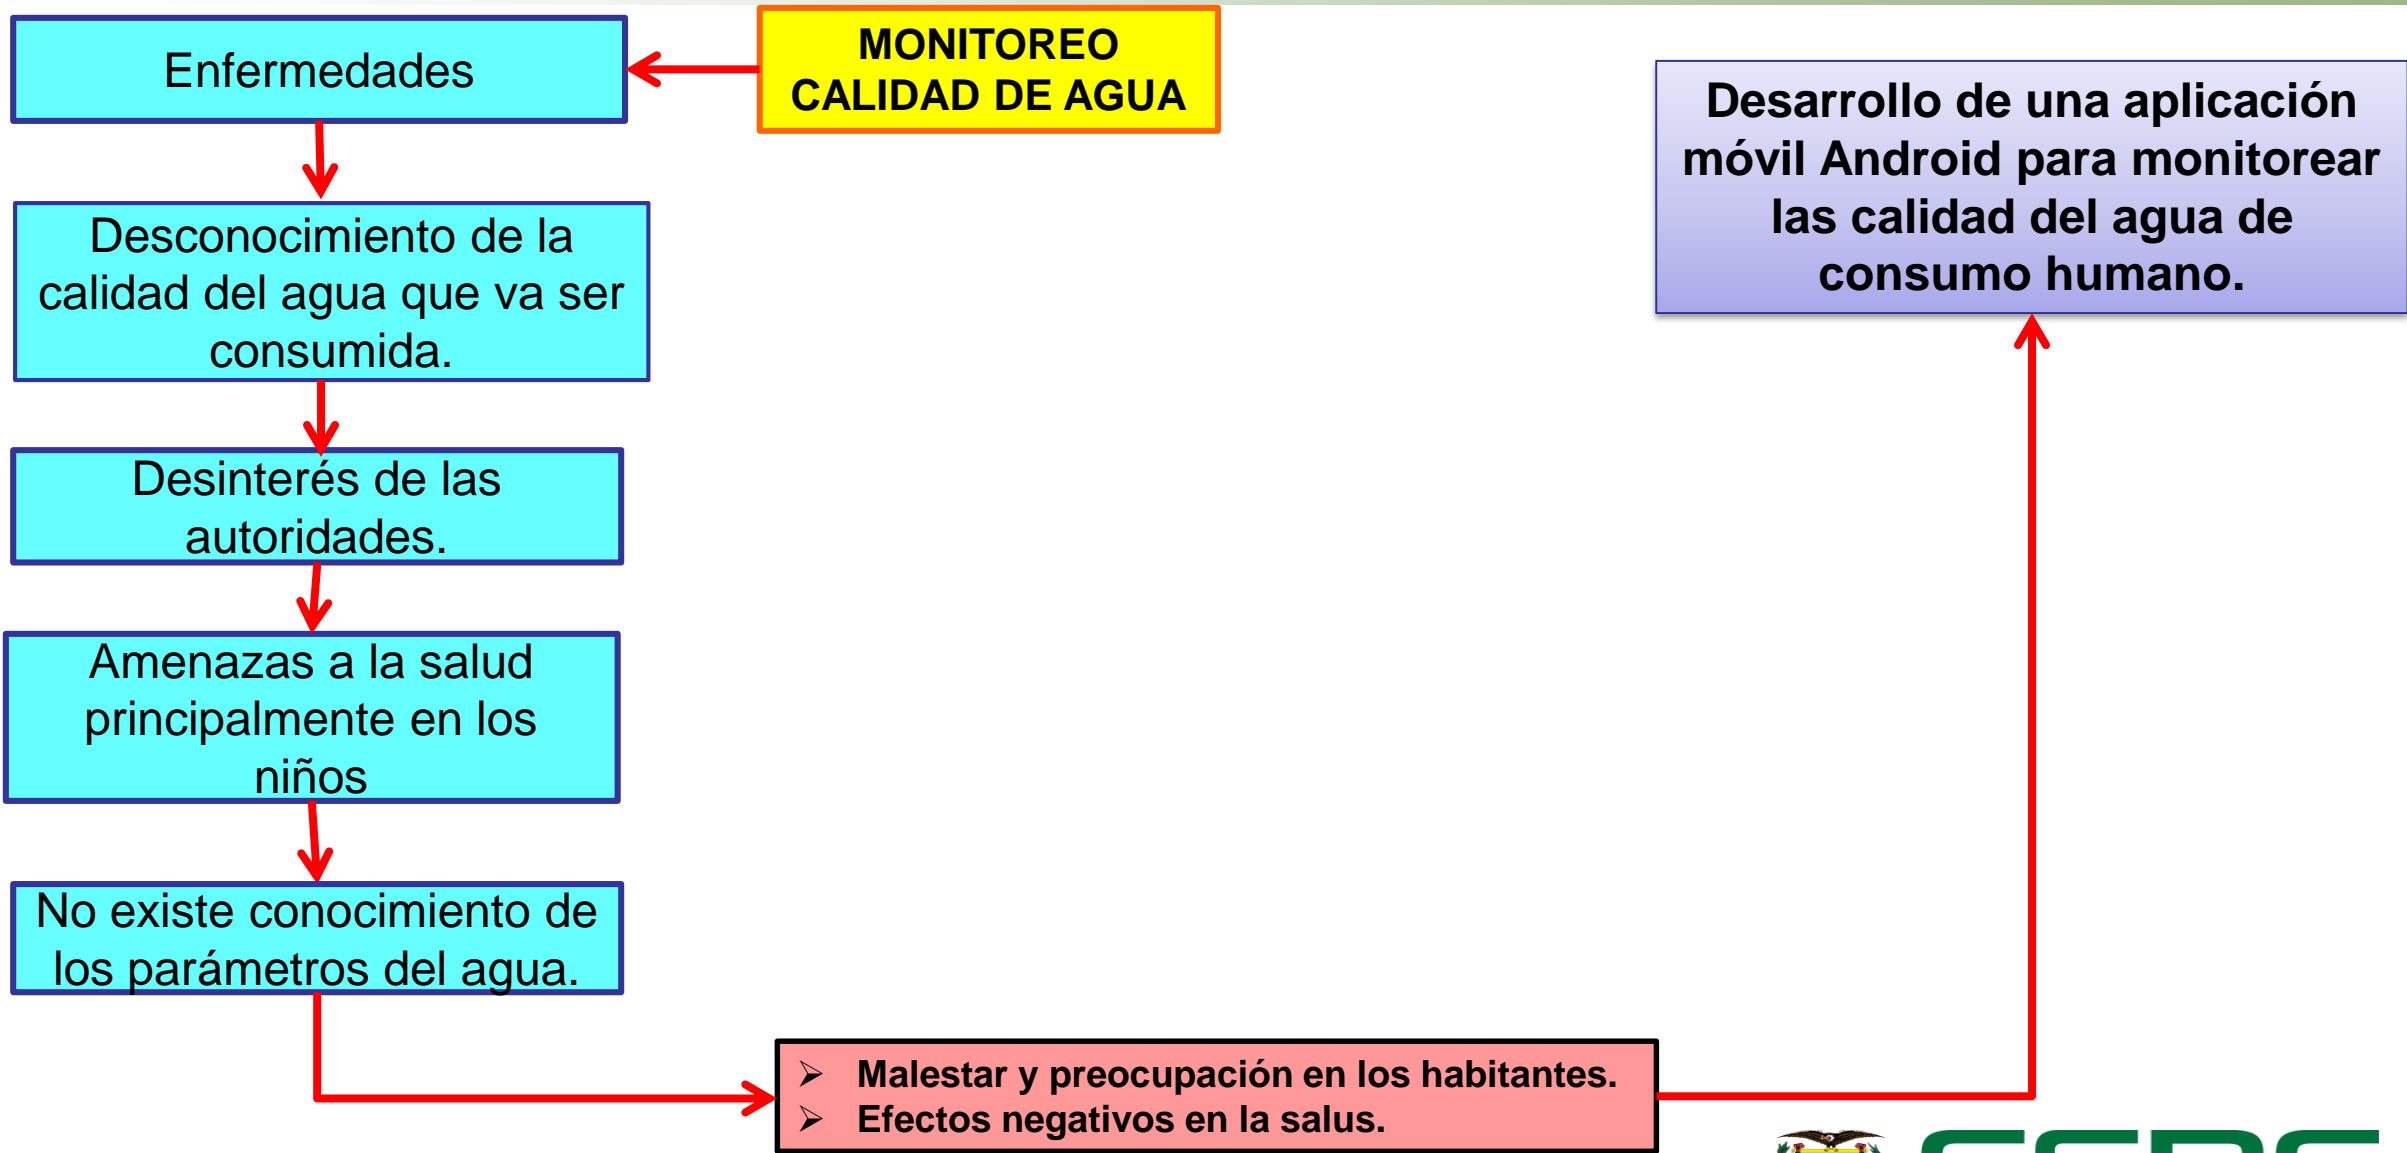 MONITOREO
CALIDAD DE AGUA
Enfermedades
Desconocimiento de la
calidad del agua que va ser
consumida.
Desinterés de las
autoridades.
Amenazas a la salud
principalmente en los
niños
No existe conocimiento de
los parámetros del agua.
➢ Malestar y preocupación en los habitantes.
➢ Efectos negativos en la salus.
Desarrollo de una aplicación
móvil Android para monitorear
las calidad del agua de
consumo humano.